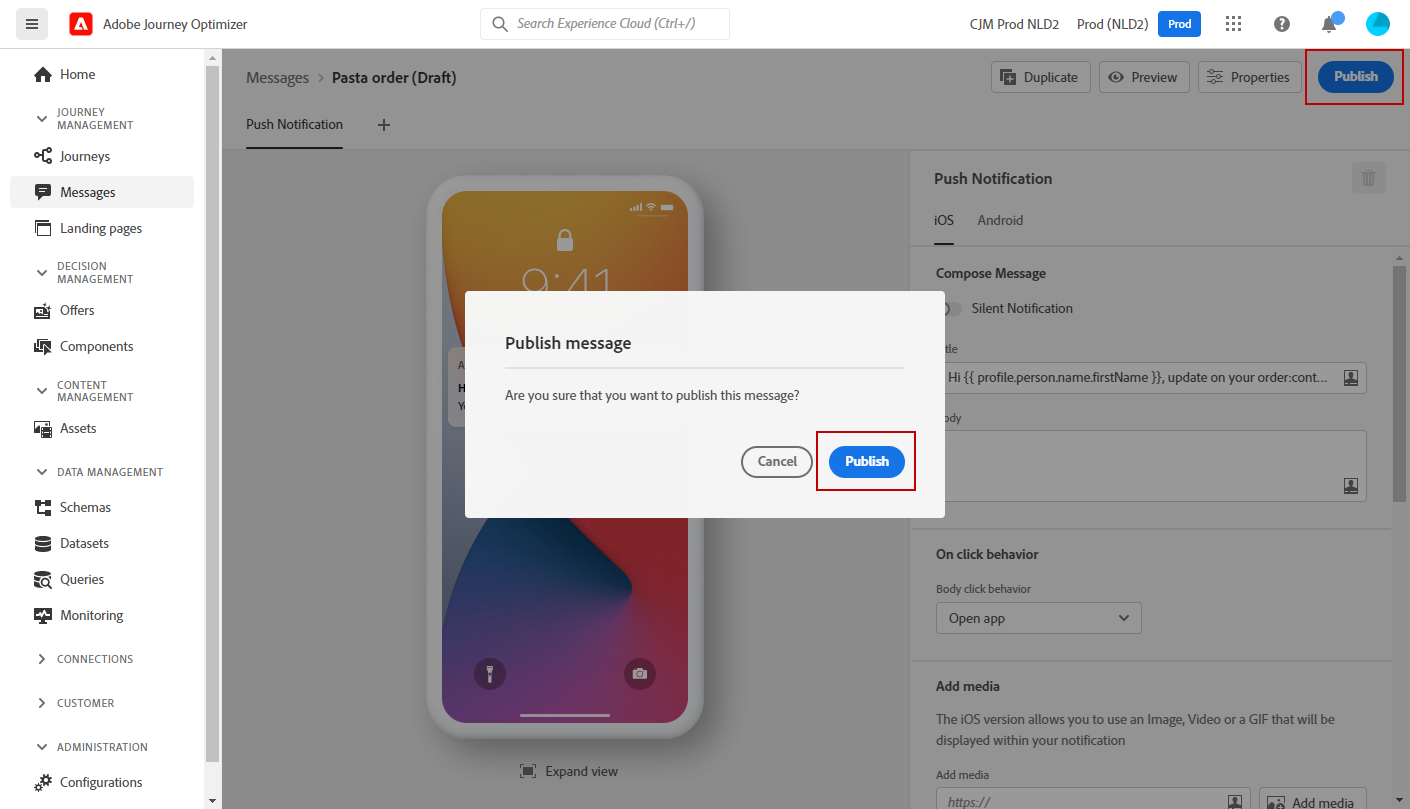 Adobe Journey Optimizer
Search Experience Cloud (Ctrl+/)
CJM Prod NLD2
Prod (NLD2)
Prod
Home
JOURNEY
MANAGEMENT
Journeys
Messages
Landing pages
DECISION
MANAGEMENT
Offers
Components
CONTENT
MANAGEMENT
Assets
DATA MANAGEMENT
Schemas
Datasets
Queries
Monitoring
CONNECTIONS
CUSTOMER
ADMINISTRATION
Configurations
Messages > Pasta order (Draft)
Duplicate
Preview
Properties
Publish
Push Notification
9:41
Expand view
Publish message
Are you sure that you want to publish this message?
Cancel
Publish
Push Notification
iOS
Android
Compose Message
Silent Notification
Hi {{ profile.person.name.firstName }}, update on your order:cont...
On click behavior
Body click behavior
Open app
Add media
The iOS version allows you to use an Image, Video or a GIF that will be
displayed within your notification
Add media
https://
Add media